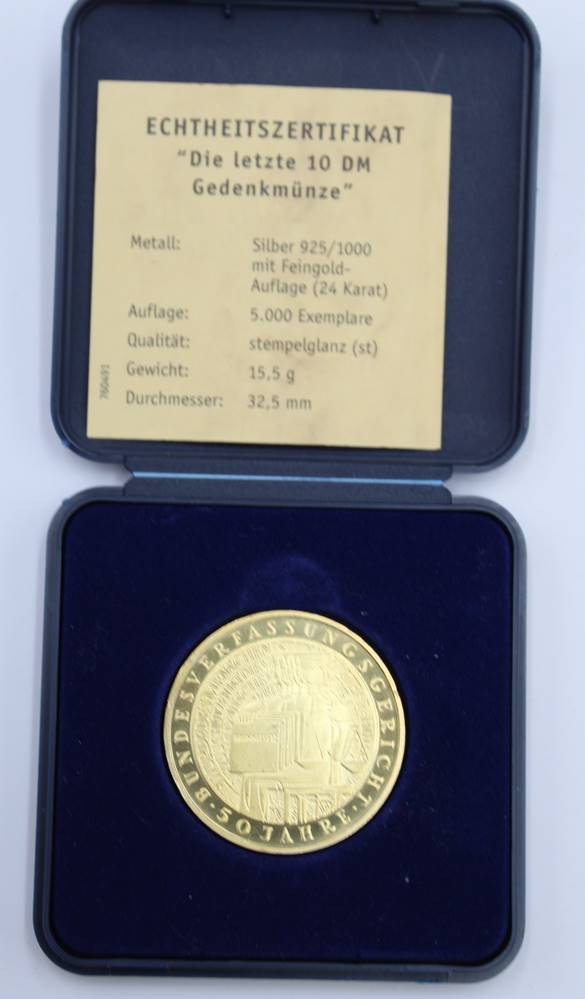 ECHTHEITSZERTIFIKAT
"Die letzte 10 DM
Gedenkmünze"
Metall: Silber 925/1000
mit Feingold-
Auflage (24 Karat)
Auflage: 5.000 Exemplare
Qualität: stempelglanz (st)
Gewicht: 15,5 g
Durchmesser: 32,5 mm
760491
BUNDESVERFASSUNGSGERICHT
· 50 JAHRE ·